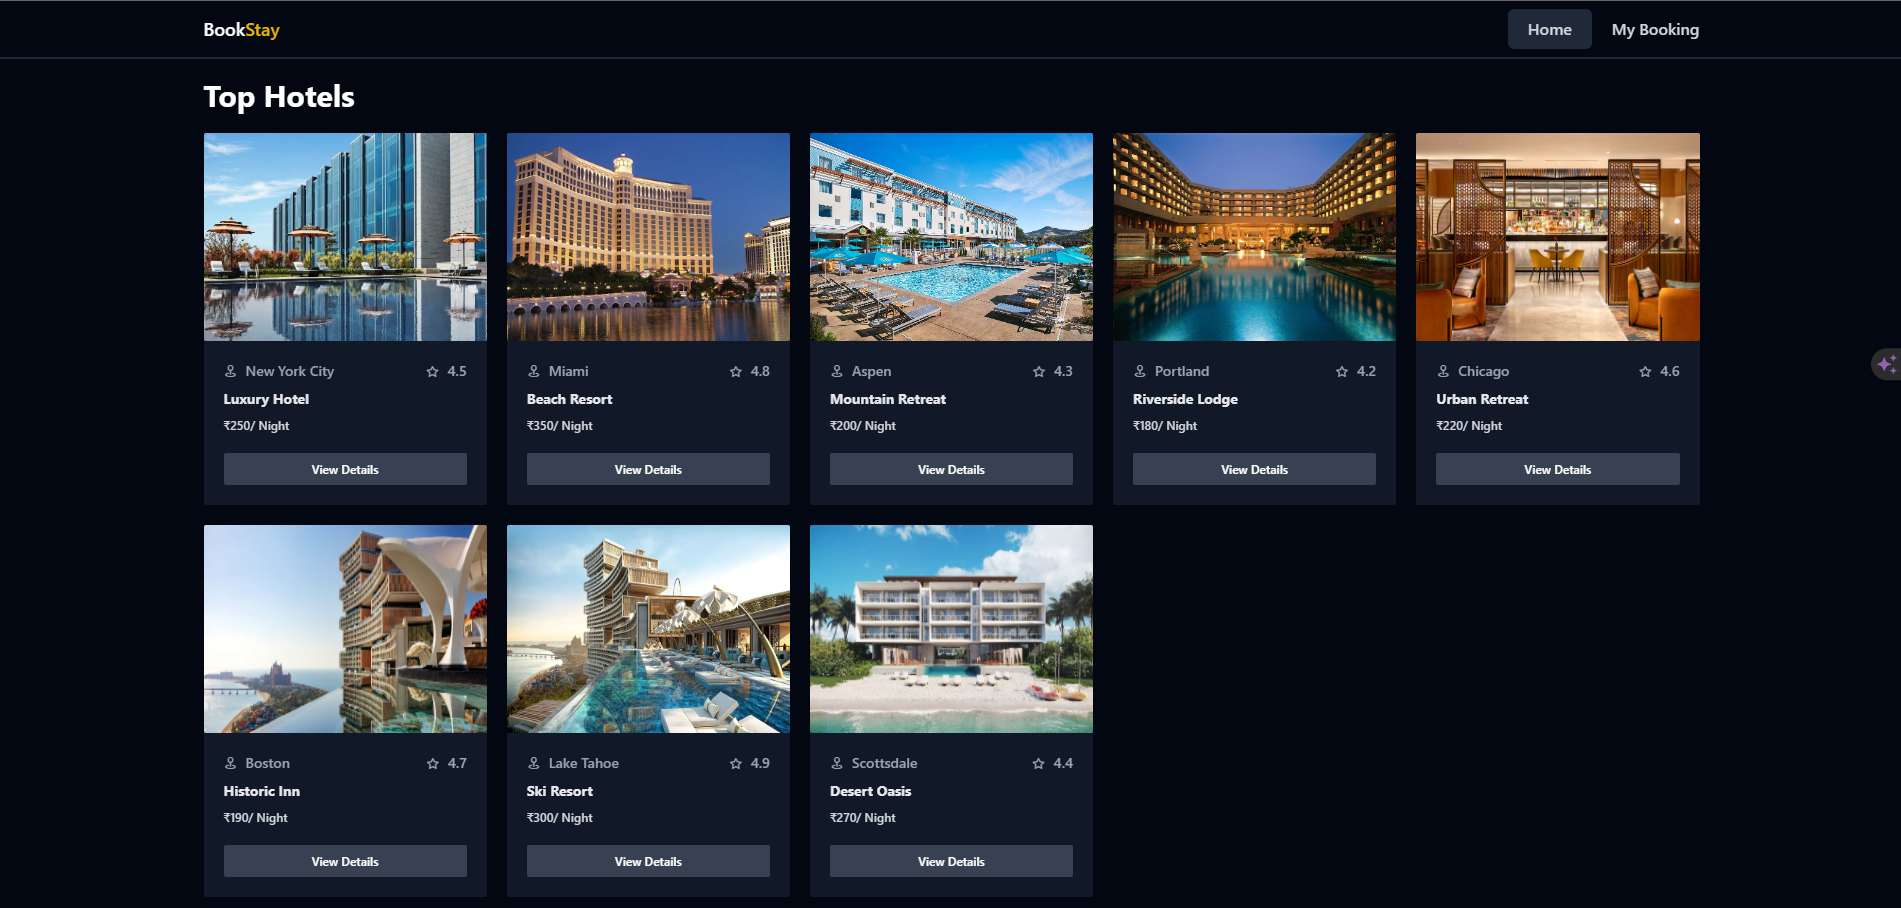 BookStay
Home
My Booking
Top Hotels
New York City
4.5
Luxury Hotel
₹250/ Night
View Details
Miami
4.8
Beach Resort
₹350/ Night
View Details
Aspen
4.3
Mountain Retreat
₹200/ Night
View Details
Portland
4.2
Riverside Lodge
₹180/ Night
View Details
Chicago
4.6
Urban Retreat
₹220/ Night
View Details
Boston
4.7
Historic Inn
₹190/ Night
View Details
Lake Tahoe
4.9
Ski Resort
₹300/ Night
View Details
Scottsdale
4.4
Desert Oasis
₹270/ Night
View Details